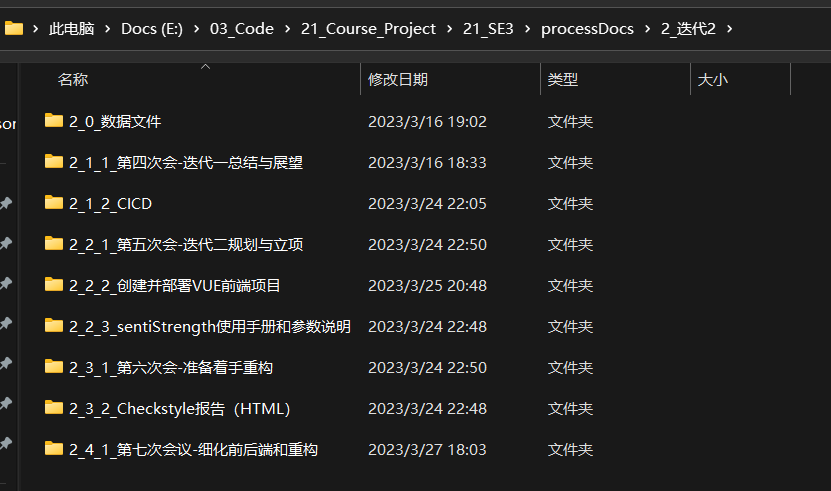 此电脑 > Docs (E:) > 03_Code > 21_Course_Project > 21_SE3 > processDocs > 2_迭代2 >
名称 修改日期 类型 大小
2_0_数据文件 2023/3/16 19:02 文件夹
2_1_1_第四次会-迭代一总结与展望 2023/3/16 18:33 文件夹
2_1_2_CICD 2023/3/24 22:05 文件夹
2_2_1_第五次会-迭代二规划与立项 2023/3/24 22:50 文件夹
2_2_2_创建并部署VUE前端项目 2023/3/25 20:48 文件夹
2_2_3_sentiStrength使用手册和参数说明 2023/3/24 22:48 文件夹
2_3_1_第六次会-准备着手重构 2023/3/24 22:50 文件夹
2_3_2_Checkstyle报告（HTML） 2023/3/24 22:48 文件夹
2_4_1_第七次会议-细化前后端和重构 2023/3/27 18:03 文件夹